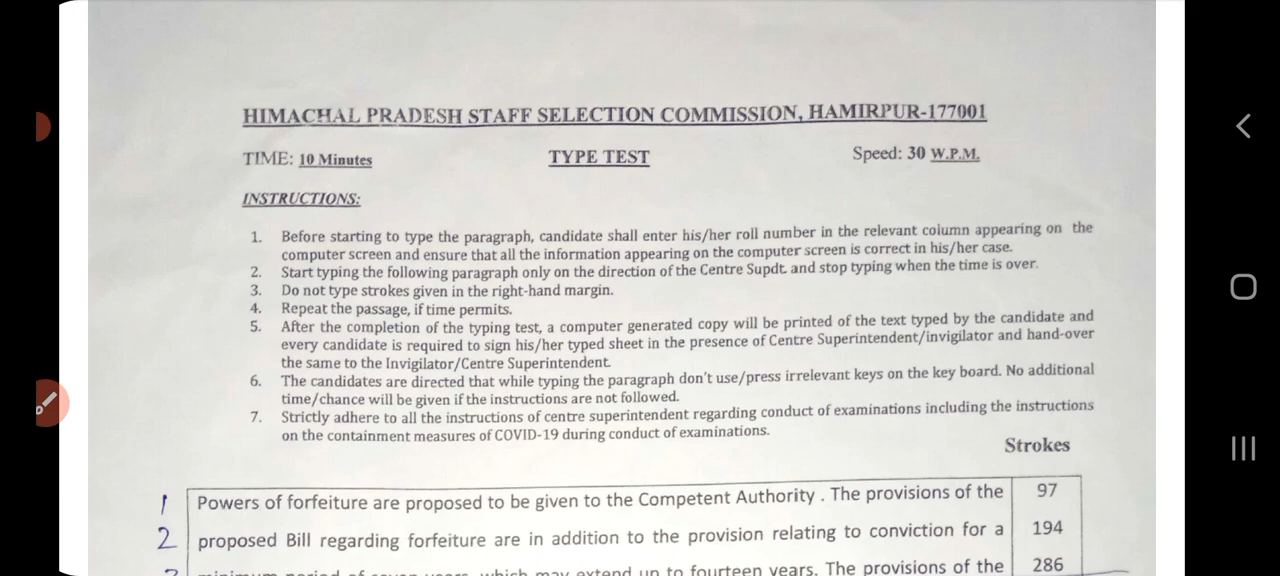 HIMACHAL PRADESH STAFF SELECTION COMMISSION, HAMIRPUR-177001
TIME: 10 Minutes TYPE TEST Speed: 30 W.P.M.
INSTRUCTIONS:
1. Before starting to type the paragraph, candidate shall enter his/her roll number in the relevant column appearing on the
computer screen and ensure that all the information appearing on the computer screen is correct in his/her case.
2. Start typing the following paragraph only on the direction of the Centre Supdt. and stop typing when the time is over.
3. Do not type strokes given in the right-hand margin.
4. Repeat the passage, if time permits.
5. After the completion of the typing test, a computer generated copy will be printed of the text typed by the candidate and
every candidate is required to sign his/her typed sheet in the presence of Centre Superintendent/invigilator and hand-over
the same to the Invigilator/Centre Superintendent.
6. The candidates are directed that while typing the paragraph don't use/press irrelevant keys on the key board. No additional
time/chance will be given if the instructions are not followed.
7. Strictly adhere to all the instructions of centre superintendent regarding conduct of examinations including the instructions
on the containment measures of COVID-19 during conduct of examinations.
Strokes
1 Powers of forfeiture are proposed to be given to the Competent Authority . The provisions of the 97
2 proposed Bill regarding forfeiture are in addition to the provision relating to conviction for a 194
minimum period of seven years, which may extend up to fourteen years. The provisions of the 286